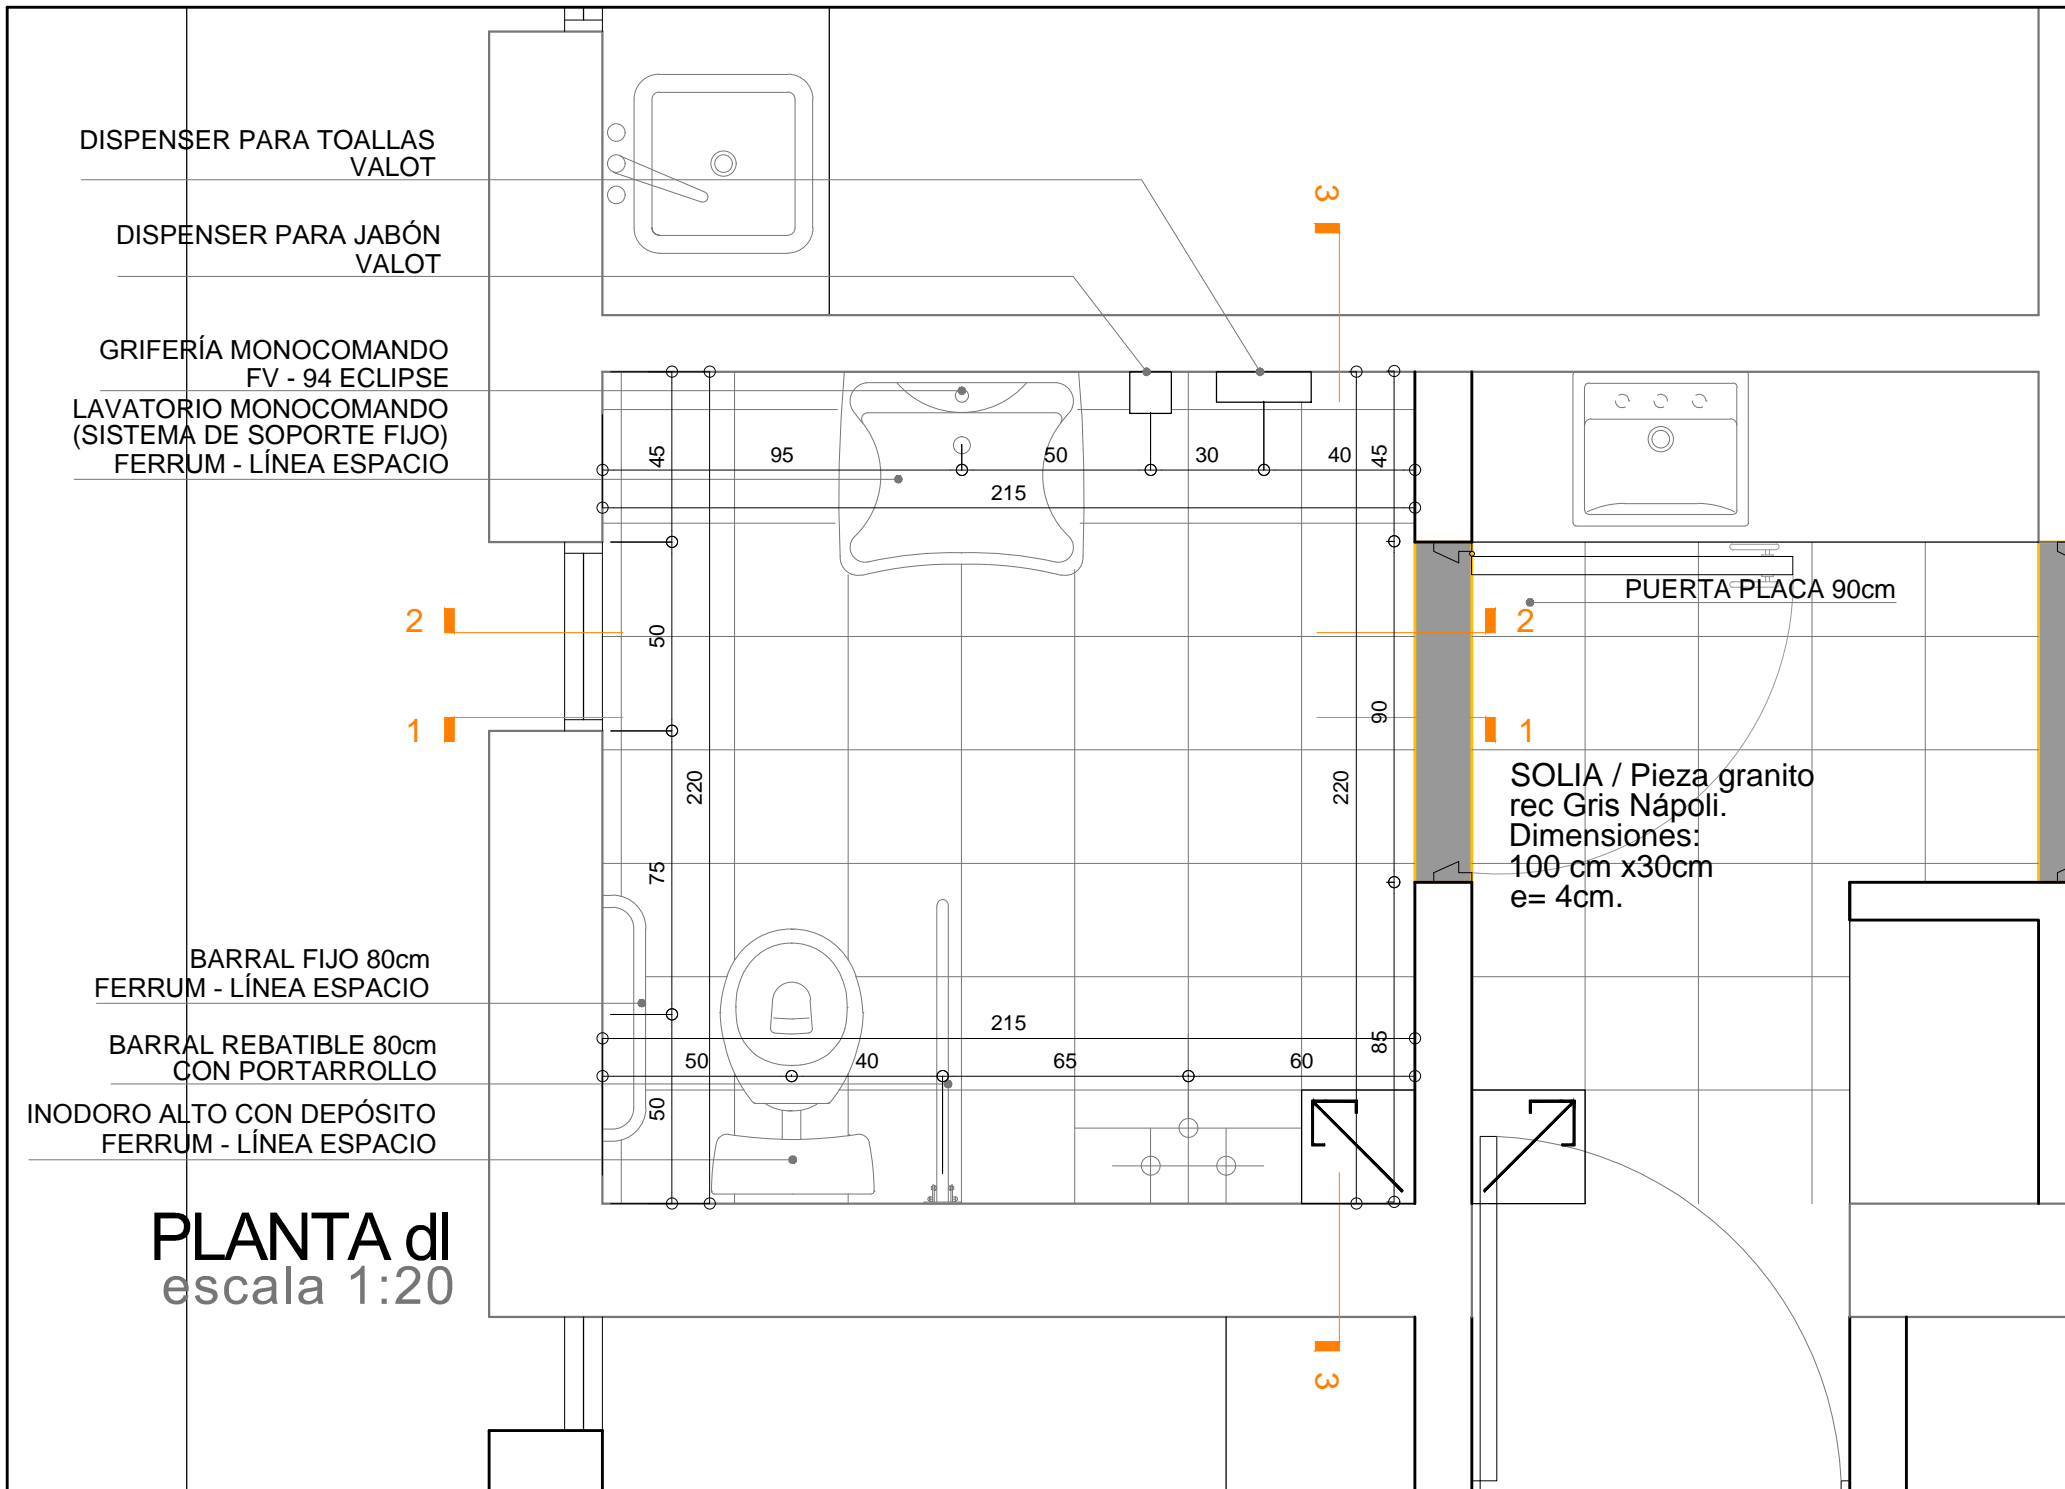 DISPENSER PARA TOALLAS
VALOT
DISPENSER PARA JABÓN
VALOT
GRIFERÍA MONOCOMANDO
FV - 94 ECLIPSE
LAVATORIO MONOCOMANDO
(SISTEMA DE SOPORTE FIJO)
FERRUM - LÍNEA ESPACIO
3
45
95
50
30
40
45
215
2
50
2
PUERTA PLACA 90cm
1
90
1
220
220
75
SOLIA / Pieza granito
rec Gris Nápoli.
Dimensiones:
100 cm x30cm
e= 4cm.
BARRAL FIJO 80cm
FERRUM - LÍNEA ESPACIO
215
85
BARRAL REBATIBLE 80cm
CON PORTARROLLO
50
40
65
60
50
INODORO ALTO CON DEPÓSITO
FERRUM - LÍNEA ESPACIO
PLANTA dl
escala 1:20
3